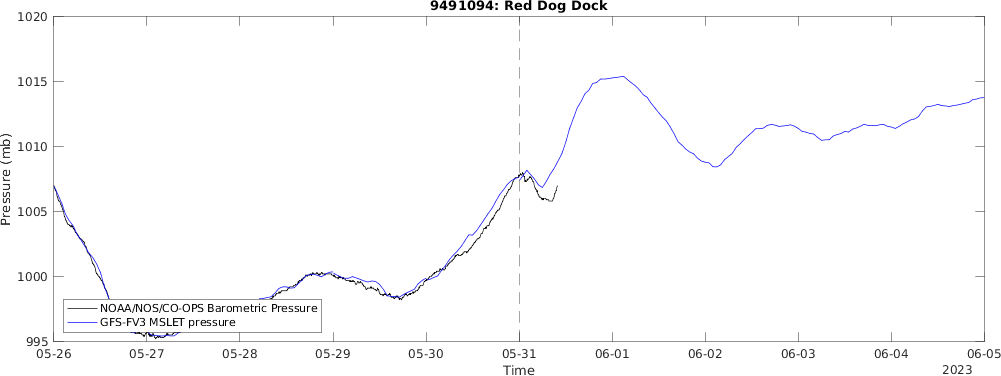 9491094: Red Dog Dock
1020
1015
1010
1005
1000
995
Pressure (mb)
NOAA/NOS/CO-OPS Barometric Pressure
GFS-FV3 MSLET pressure
05-26 05-27 05-28 05-29 05-30 05-31 06-01 06-02 06-03 06-04 06-05
Time
2023